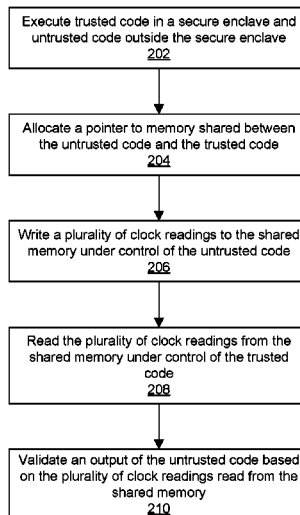 Execute trusted code in a secure enclave and
untrusted code outside the secure enclave
202
Allocate a pointer to memory shared between
the untrusted code and the trusted code
204
Write a plurality of clock readings to the shared
memory under control of the untrusted code
206
Read the plurality of clock readings from the
shared memory under control of the trusted
code
208
Validate an output of the untrusted code based
on the plurality of clock readings read from the
shared memory
210